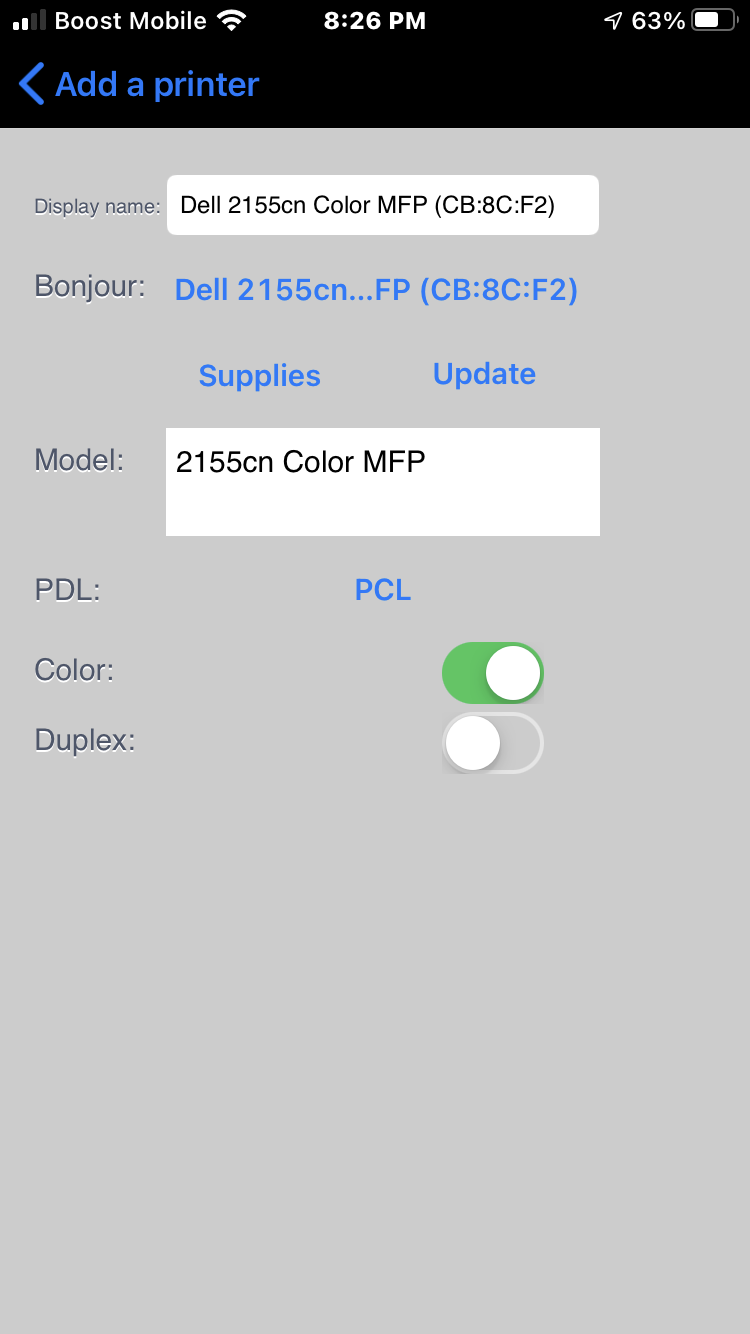 Boost Mobile 8:26 PM 63%
Add a printer
Display name: Dell 2155cn Color MFP (CB:8C:F2)
Bonjour: Dell 2155cn...FP (CB:8C:F2)
Supplies Update
Model: 2155cn Color MFP
PDL: PCL
Color:
Duplex: